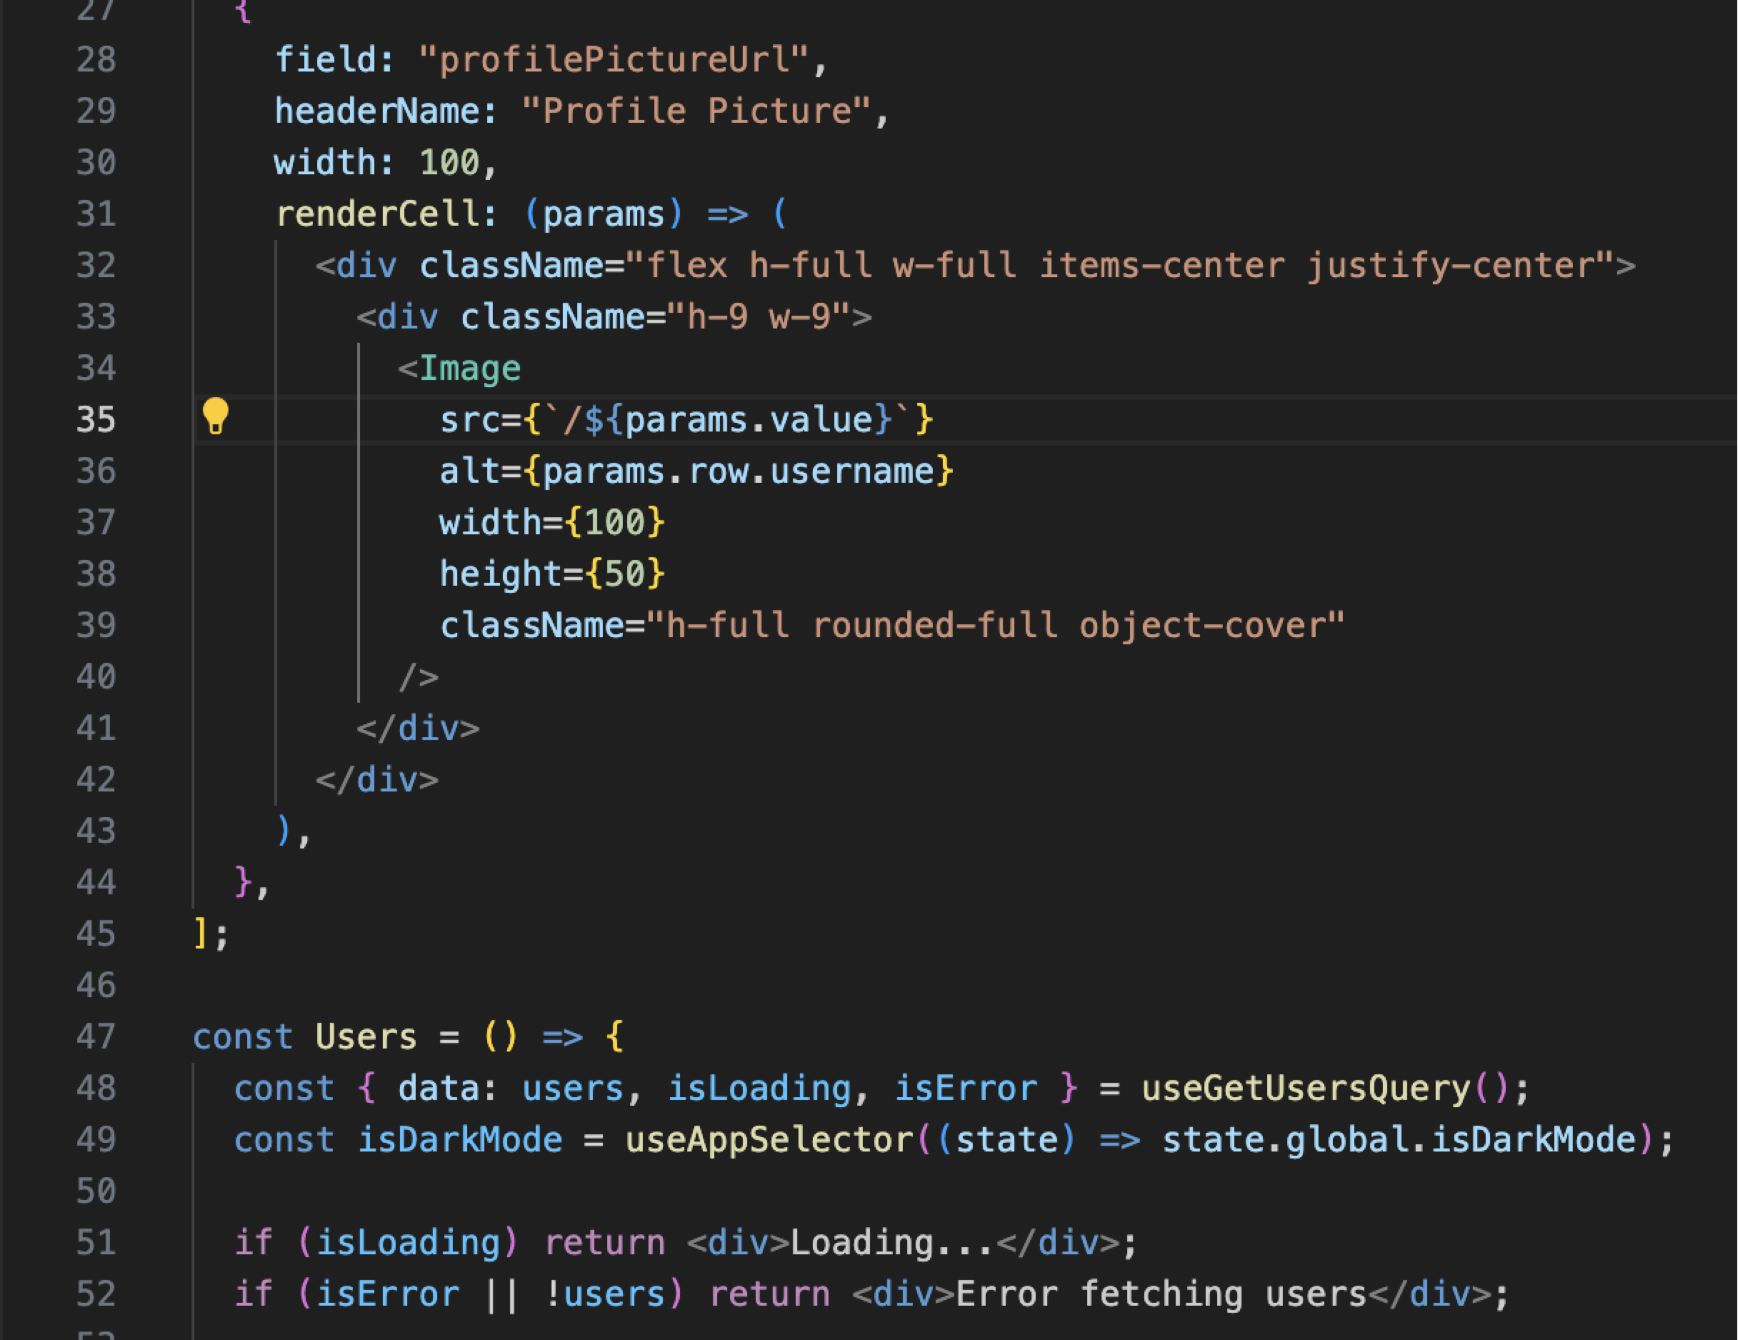 27 {
28 field: "profilePictureUrl",
29 headerName: "Profile Picture",
30 width: 100,
31 renderCell: (params) => (
32 <div className="flex h-full w-full items-center justify-center">
33 <div className="h-9 w-9">
34 <Image
35 src={`/${params.value}`}
36 alt={params.row.username}
37 width={100}
38 height={50}
39 className="h-full rounded-full object-cover"
40 />
41 </div>
42 </div>
43 ),
44 },
45 ];
46
47 const Users = () => {
48 const { data: users, isLoading, isError } = useGetUsersQuery();
49 const isDarkMode = useAppSelector((state) => state.global.isDarkMode);
50
51 if (isLoading) return <div>Loading...</div>;
52 if (isError || !users) return <div>Error fetching users</div>;
53